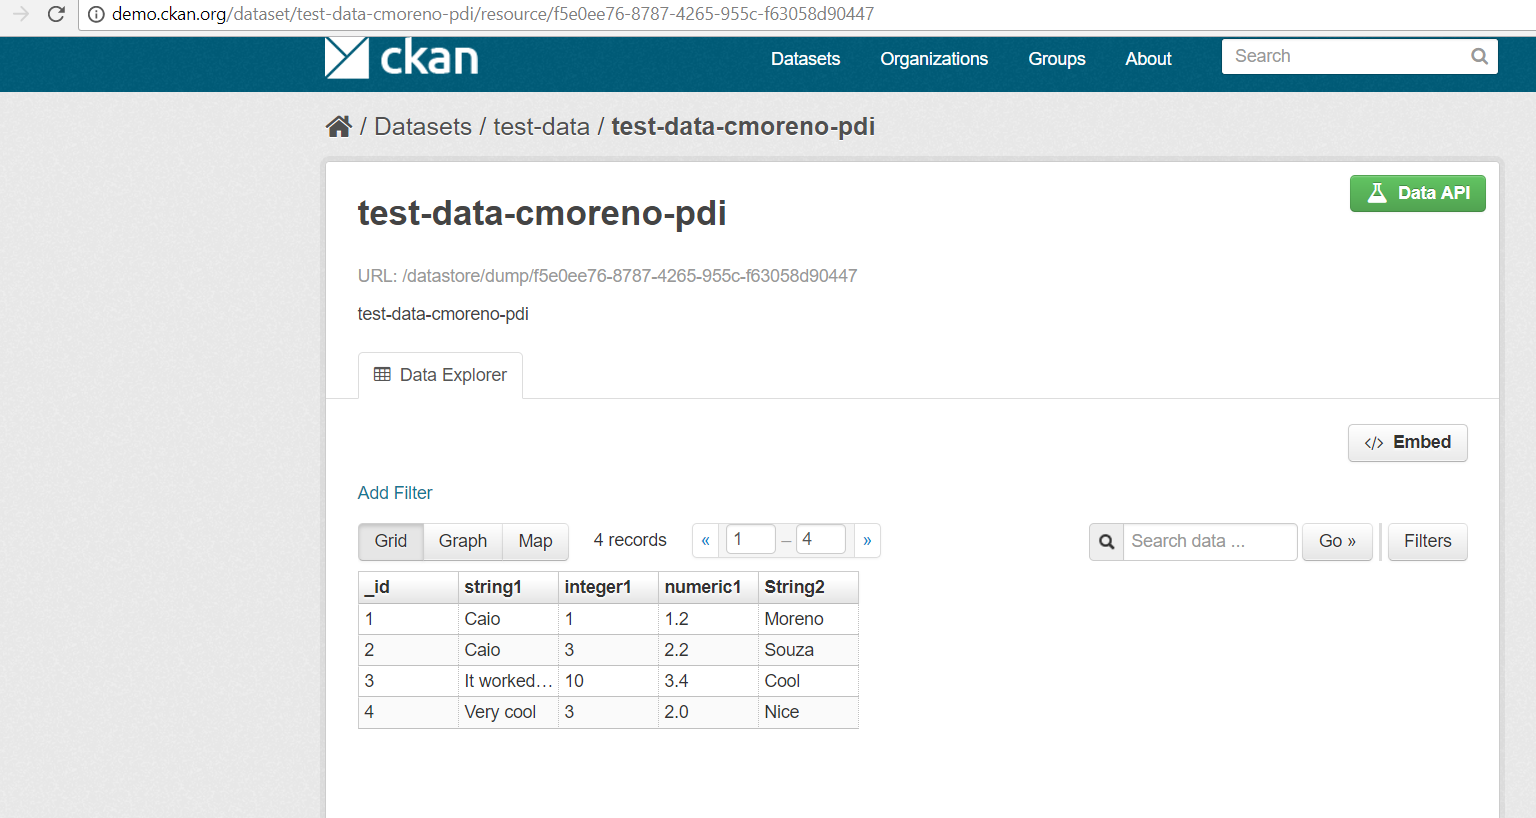 demo.ckan.org/dataset/test-data-cmoreno-pdi/resource/f5e0ee76-8787-4265-955c-f63058d90447
ckan Datasets Organizations Groups About Search
/ Datasets / test-data / test-data-cmoreno-pdi
Data API
test-data-cmoreno-pdi
URL: /datastore/dump/f5e0ee76-8787-4265-955c-f63058d90447
test-data-cmoreno-pdi
Data Explorer
</> Embed
Add Filter
Grid Graph Map 4 records « 1 – 4 » Search data ... Go » Filters
_id string1 integer1 numeric1 String2
1 Caio 1 1.2 Moreno
2 Caio 3 2.2 Souza
3 It worked... 10 3.4 Cool
4 Very cool 3 2.0 Nice